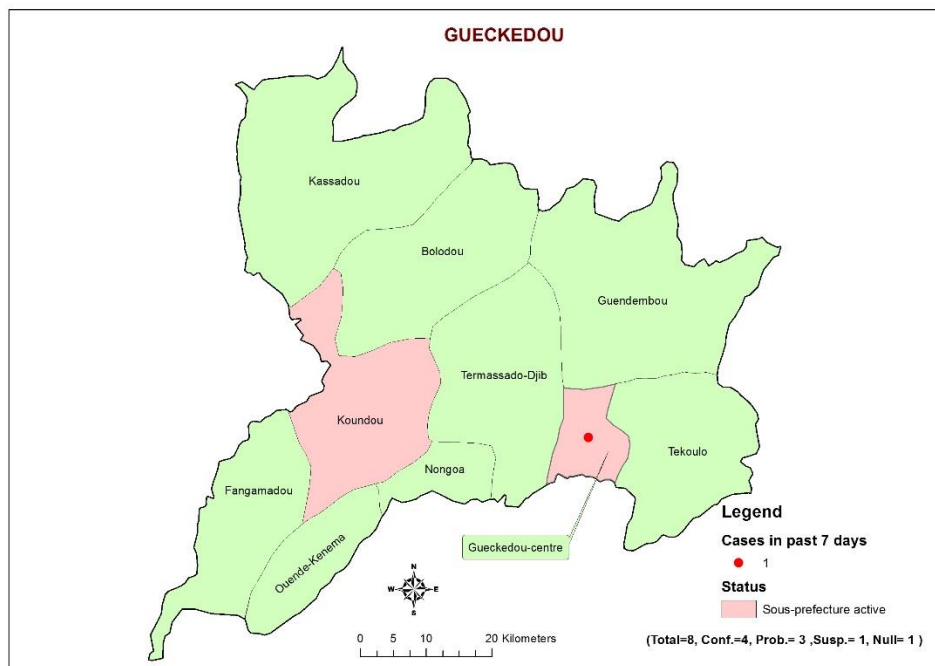 GUECKEDOU
Kassadou
Bolodou
Guendembou
Termassado-Djib
Koundou
Tekoulo
Nongoa
Fangamadou
Ouende-Kenema
Gueckedou-centre
N
W E
S
0 5 10 20 Kilometers
Legend
Cases in past 7 days
1
Status
Sous-prefecture active
(Total=8, Conf.=4, Prob.= 3 ,Susp.= 1, Null= 1 )